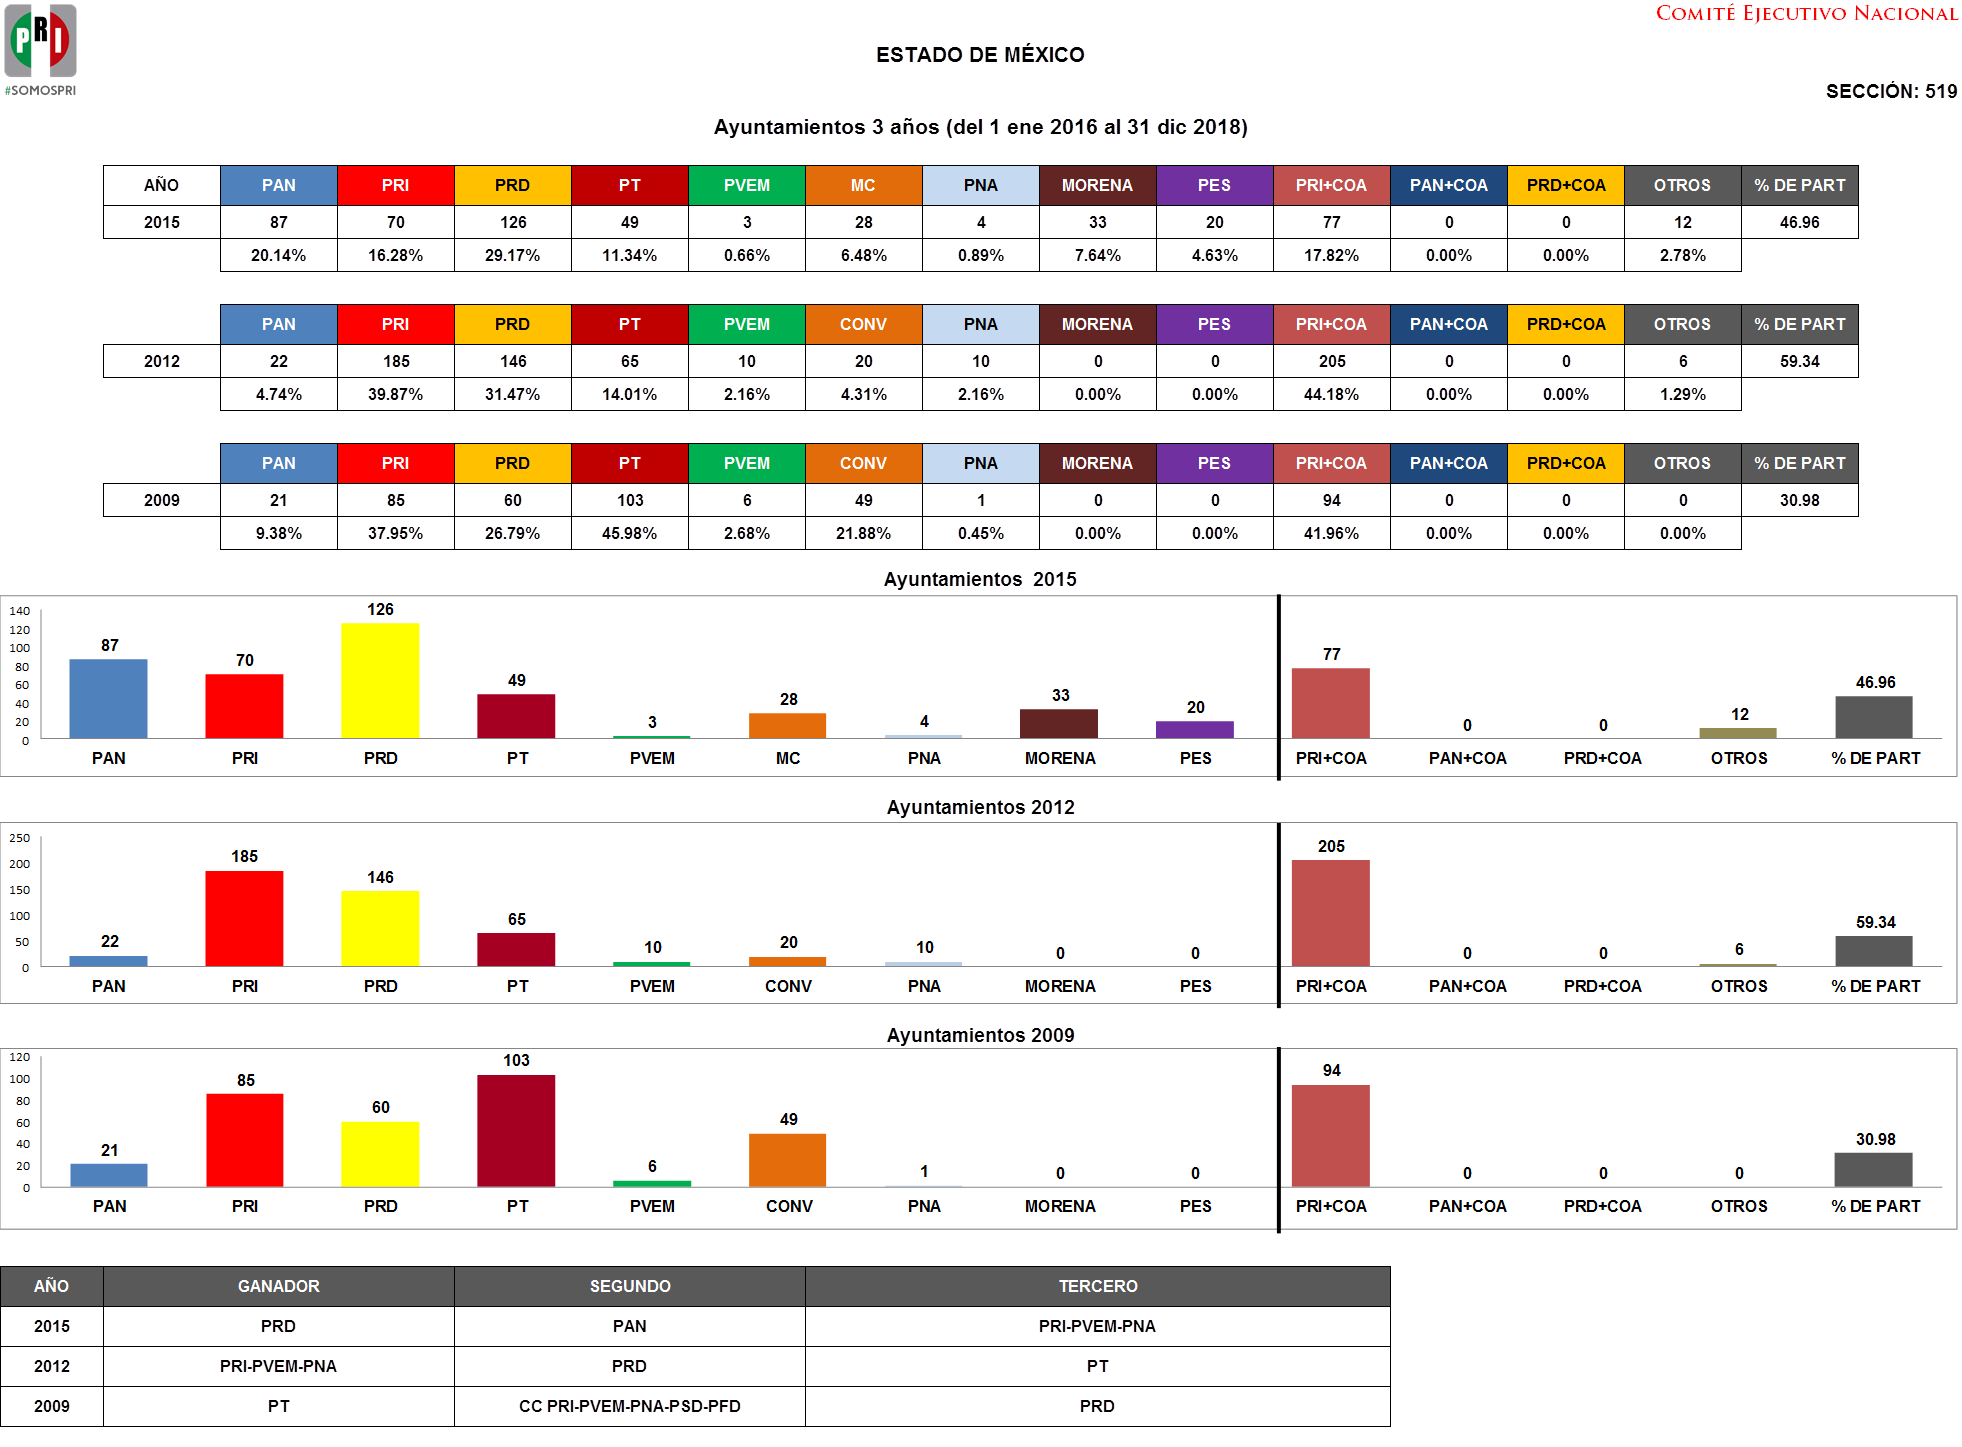 PRI
#SOMOSPRI
COMITÉ EJECUTIVO NACIONAL
ESTADO DE MÉXICO
SECCIÓN: 519
Ayuntamientos 3 años (del 1 ene 2016 al 31 dic 2018)
AÑO PAN PRI PRD PT PVEM MC PNA MORENA PES PRI+COA PAN+COA PRD+COA OTROS % DE PART
2015 87 70 126 49 3 28 4 33 20 77 0 0 12 46.96
20.14% 16.28% 29.17% 11.34% 0.66% 6.48% 0.89% 7.64% 4.63% 17.82% 0.00% 0.00% 2.78%
PAN PRI PRD PT PVEM CONV PNA MORENA PES PRI+COA PAN+COA PRD+COA OTROS % DE PART
2012 22 185 146 65 10 20 10 0 0 205 0 0 6 59.34
4.74% 39.87% 31.47% 14.01% 2.16% 4.31% 2.16% 0.00% 0.00% 44.18% 0.00% 0.00% 1.29%
PAN PRI PRD PT PVEM CONV PNA MORENA PES PRI+COA PAN+COA PRD+COA OTROS % DE PART
2009 21 85 60 103 6 49 1 0 0 94 0 0 0 30.98
9.38% 37.95% 26.79% 45.98% 2.68% 21.88% 0.45% 0.00% 0.00% 41.96% 0.00% 0.00% 0.00%
Ayuntamientos 2015
140
120
100
80
60
40
20
0
87 70 126 49 3 28 4 33 20 77 0 0 12 46.96
PAN PRI PRD PT PVEM MC PNA MORENA PES PRI+COA PAN+COA PRD+COA OTROS % DE PART
Ayuntamientos 2012
250
200
150
100
50
0
22 185 146 65 10 20 10 0 0 205 0 0 6 59.34
PAN PRI PRD PT PVEM CONV PNA MORENA PES PRI+COA PAN+COA PRD+COA OTROS % DE PART
Ayuntamientos 2009
120
100
80
60
40
20
0
21 85 60 103 6 49 1 0 0 94 0 0 0 30.98
PAN PRI PRD PT PVEM CONV PNA MORENA PES PRI+COA PAN+COA PRD+COA OTROS % DE PART
AÑO GANADOR SEGUNDO TERCERO
2015 PRD PAN PRI-PVEM-PNA
2012 PRI-PVEM-PNA PRD PT
2009 PT CC PRI-PVEM-PNA-PSD-PFD PRD